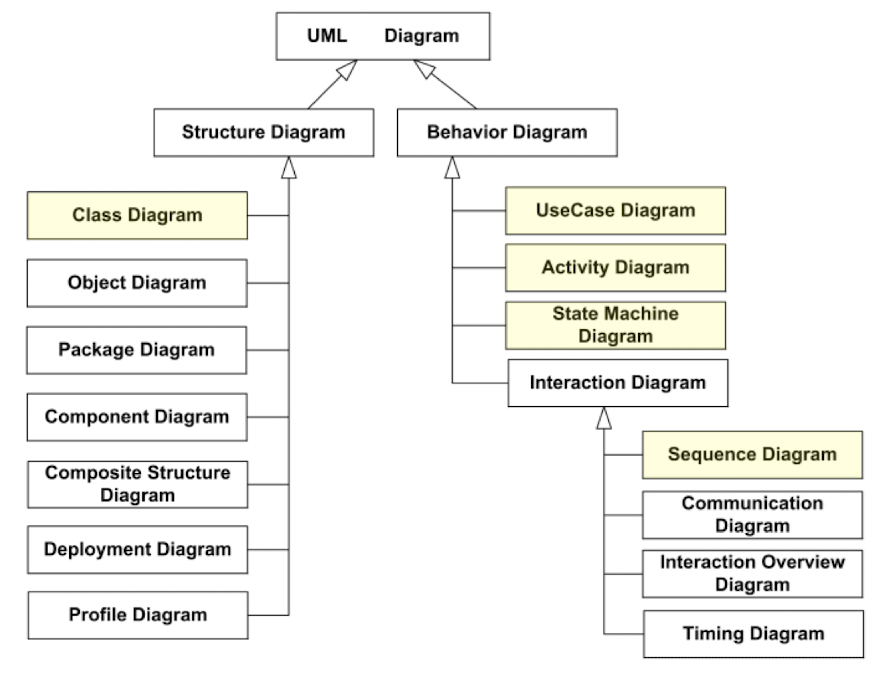 UML Diagram
Structure Diagram
Behavior Diagram
Class Diagram
Object Diagram
Package Diagram
Component Diagram
Composite Structure
Diagram
Deployment Diagram
Profile Diagram
UseCase Diagram
Activity Diagram
State Machine
Diagram
Interaction Diagram
Sequence Diagram
Communication
Diagram
Interaction Overview
Diagram
Timing Diagram